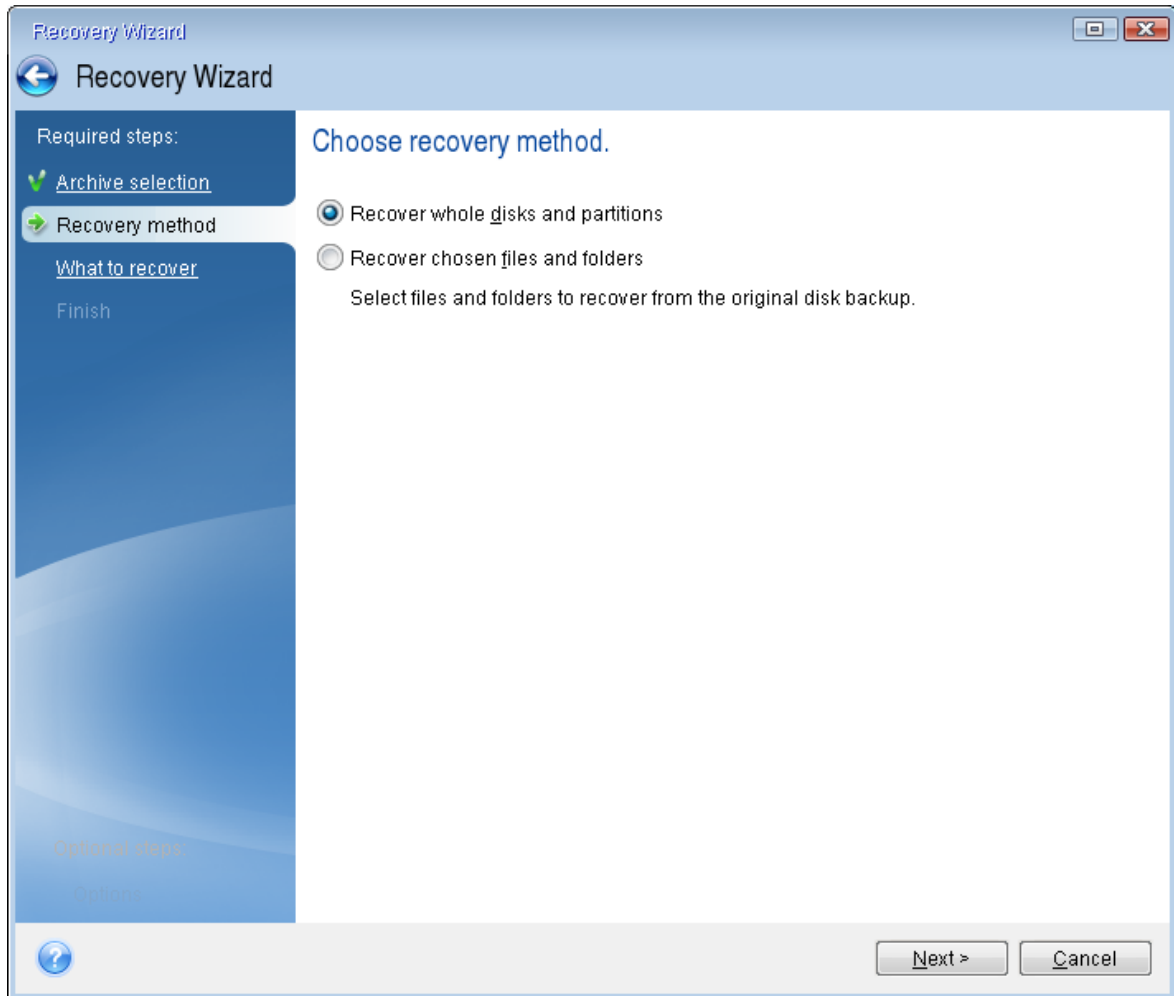 Recovery Wizard
Recovery Wizard
Required steps:
Archive selection
Recovery method
What to recover
Finish
Optional steps:
Options
Choose recovery method.
Recover whole disks and partitions
Recover chosen files and folders
Select files and folders to recover from the original disk backup.
Next >
Cancel